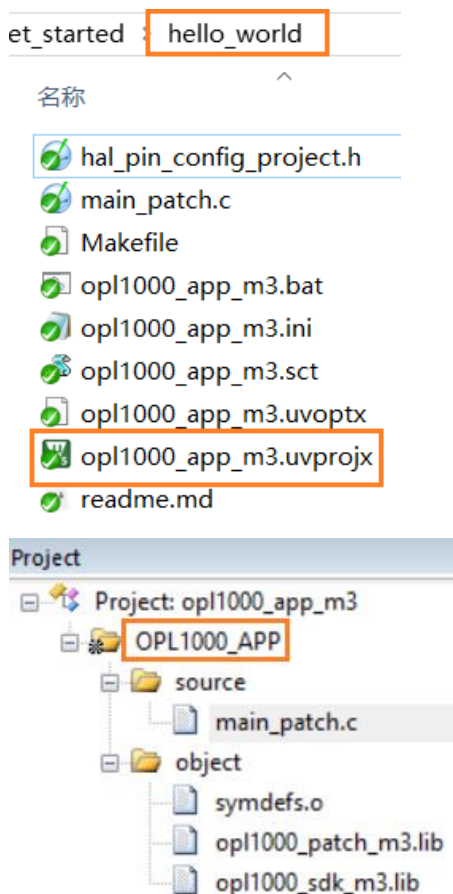 et_started › hello_world
名称
hal_pin_config_project.h
main_patch.c
Makefile
opl1000_app_m3.bat
opl1000_app_m3.ini
opl1000_app_m3.sct
opl1000_app_m3.uvoptx
opl1000_app_m3.uvprojx
readme.md
Project
Project: opl1000_app_m3
OPL1000_APP
source
main_patch.c
object
symdefs.o
opl1000_patch_m3.lib
opl1000_sdk_m3.lib